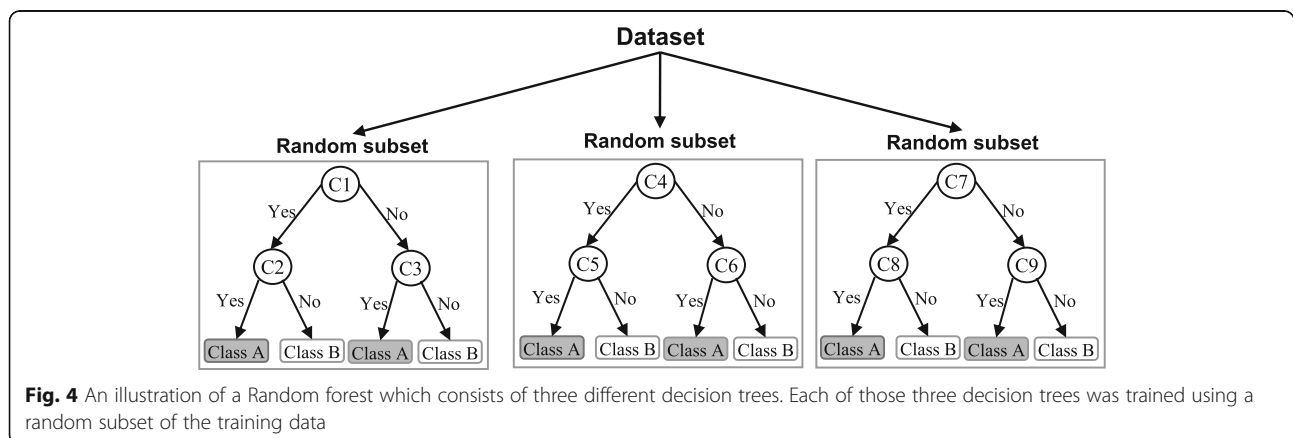 Dataset
Random subset Random subset Random subset
C1 C4 C7
Yes No Yes No Yes No
C2 C3 C5 C6 C8 C9
Yes No Yes No Yes No Yes No Yes No Yes No
Class A Class B Class A Class B Class A Class B Class A Class B Class A Class B Class A Class B
Fig. 4 An illustration of a Random forest which consists of three different decision trees. Each of those three decision trees was trained using a
random subset of the training data